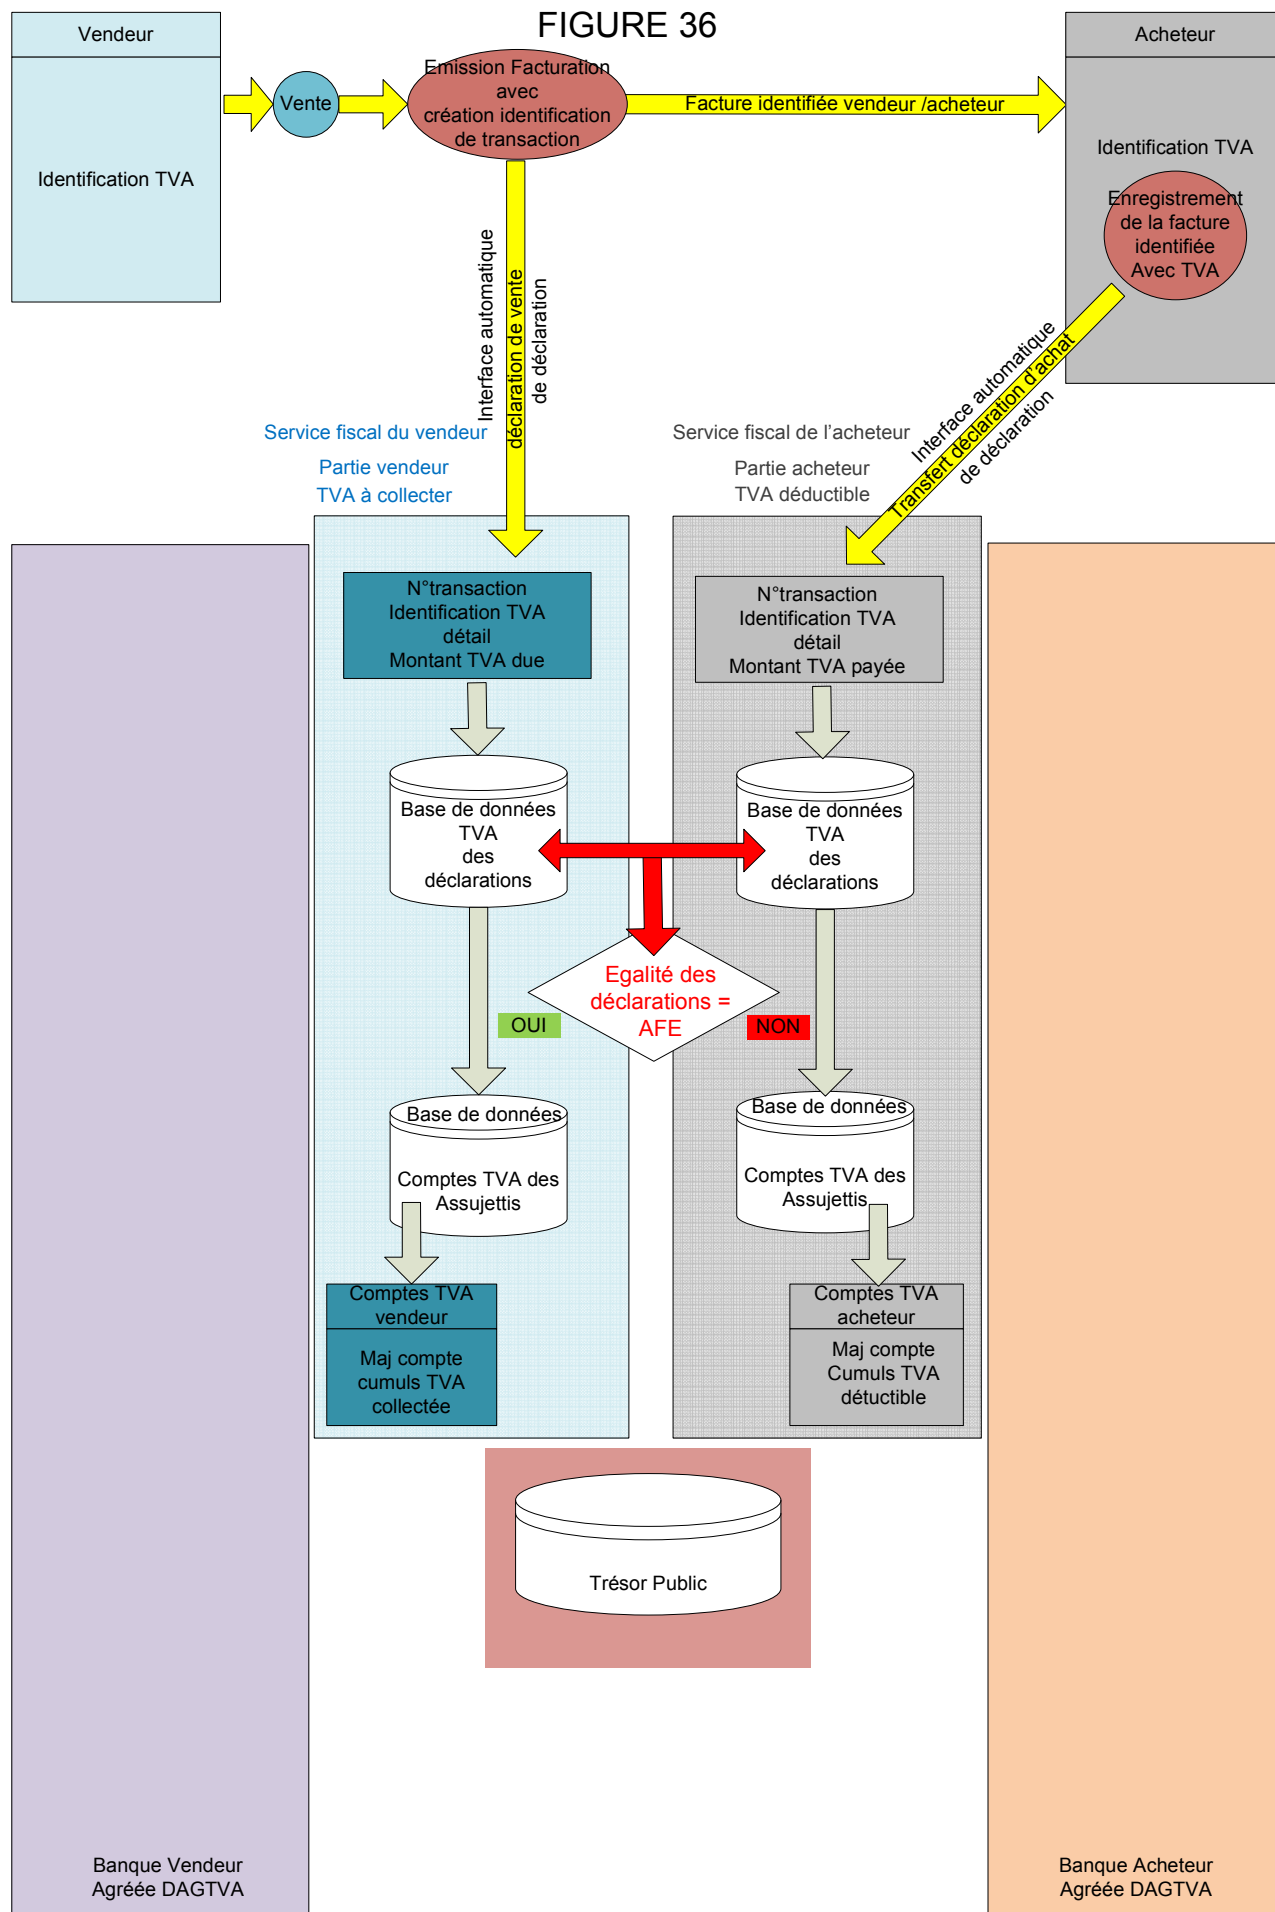 FIGURE 36
Vendeur
Identification TVA
Vente
Emission Facturation
avec
création identification
de transaction
Facture identifiée vendeur /acheteur
Acheteur
Identification TVA
Enregistrement
de la facture
identifiée
Avec TVA
Interface automatique
déclaration de vente
de déclaration
Interface automatique
Transfert déclaration d'achat
de déclaration
Service fiscal du vendeur
Partie vendeur
TVA à collecter
Service fiscal de l'acheteur
Partie acheteur
TVA déductible
N°transaction
Identification TVA
détail
Montant TVA due
N°transaction
Identification TVA
détail
Montant TVA payée
Base de données
TVA
des
déclarations
Base de données
TVA
des
déclarations
Egalité des
déclarations =
AFE
OUI
NON
Base de données
Comptes TVA des
Assujettis
Base de données
Comptes TVA des
Assujettis
Comptes TVA
vendeur
Maj compte
cumuls TVA
collectée
Comptes TVA
acheteur
Maj compte
Cumuls TVA
détuctible
Trésor Public
Banque Vendeur
Agréée DAGTVA
Banque Acheteur
Agréée DAGTVA